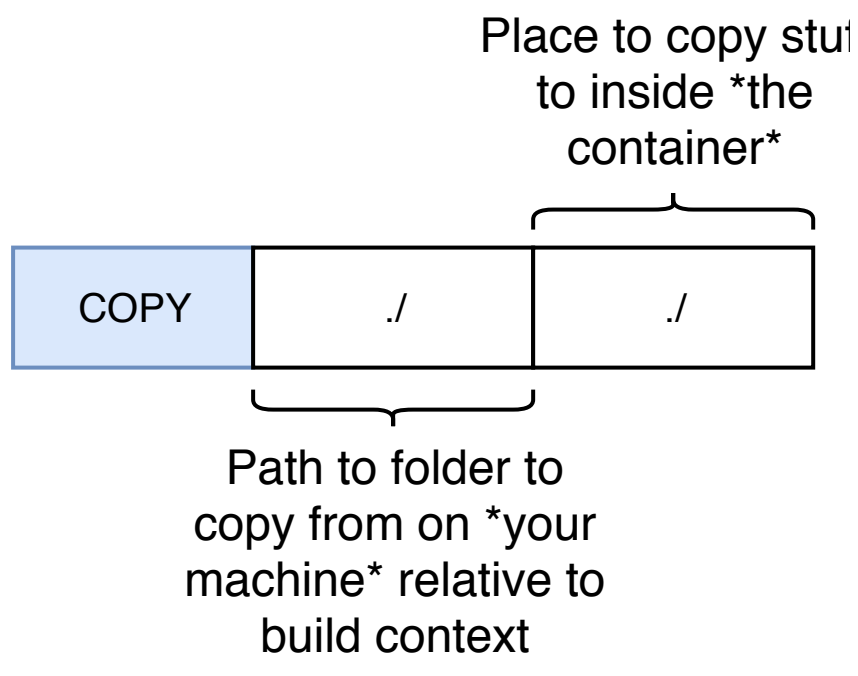 Place to copy stuf
to inside *the
container*
COPY
./
./
Path to folder to
copy from on *your
machine* relative to
build context